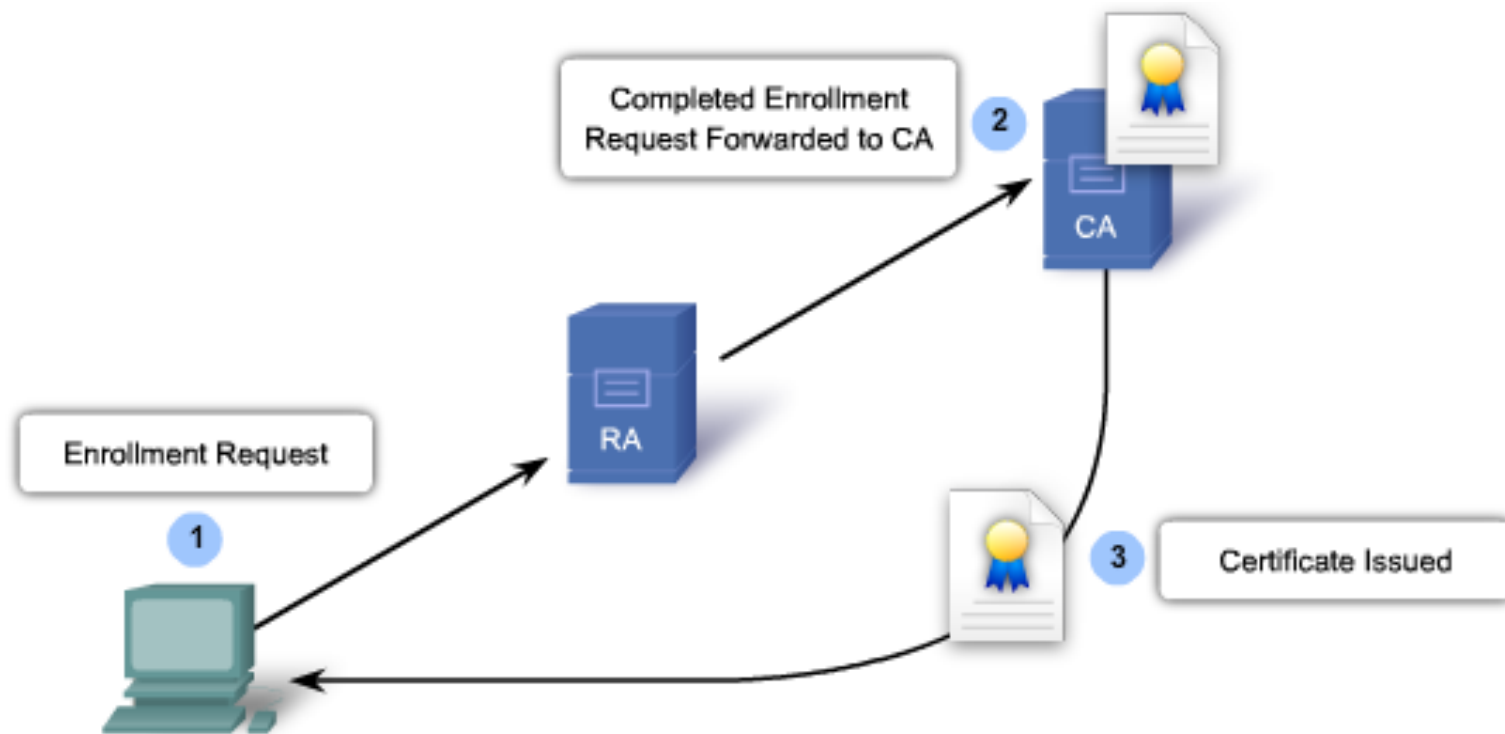 Completed Enrollment
Request Forwarded to CA
2
CA
RA
Enrollment Request
1
3
Certificate Issued